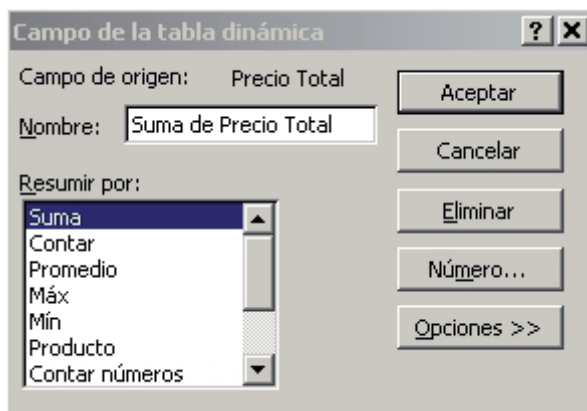 Campo de la tabla dinámica
Campo de origen: Precio Total
Nombre: Suma de Precio Total
Resumir por:
Suma
Contar
Promedio
Máx
Mín
Producto
Contar números
Aceptar
Cancelar
Eliminar
Número...
Opciones >>